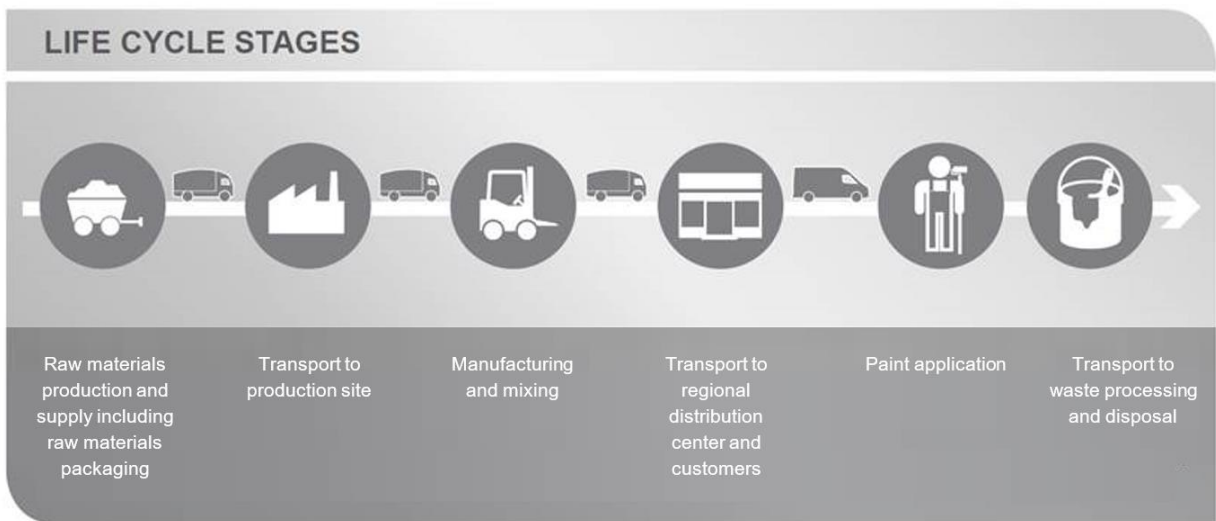 LIFE CYCLE STAGES
Raw materials
production and
supply including
raw materials
packaging
Transport to
production site
Manufacturing
and mixing
Transport to
regional
distribution
center and
customers
Paint application
Transport to
waste processing
and disposal